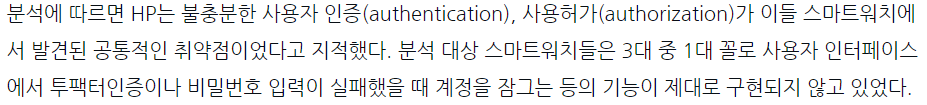 분석에 따르면 HP는 불충분한 사용자 인증(authentication), 사용허가(authorization)가 이들 스마트워치에
서 발견된 공통적인 취약점이었다고 지적했다. 분석 대상 스마트워치들은 3대 중 1대 꼴로 사용자 인터페이스
에서 투팩터인증이나 비밀번호 입력이 실패했을 때 계정을 잠그는 등의 기능이 제대로 구현되지 않고 있었다.